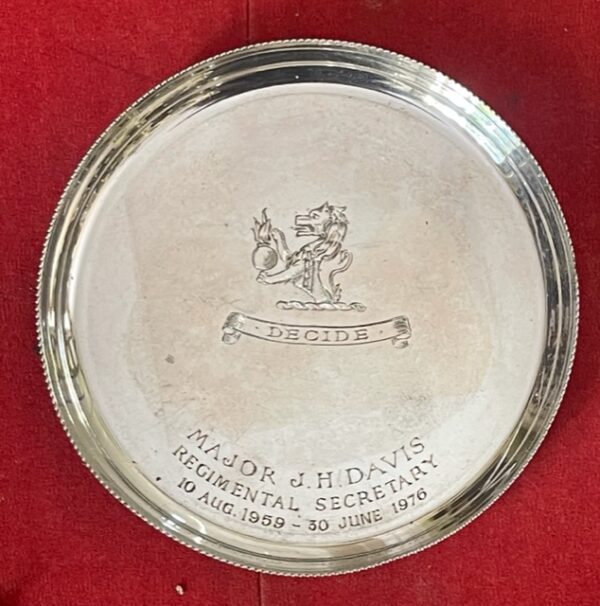 · DECIDE ·
MAJOR J.H. DAVIS
REGIMENTAL SECRETARY
10 AUG. 1959 - 30 JUNE 1976